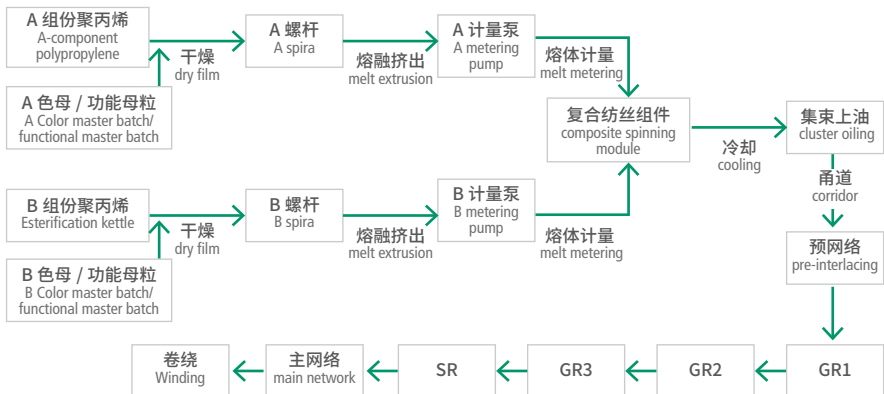 A 组份聚丙烯
A-component
polypropylene
干燥
dry film
A 色母 / 功能母粒
A Color master batch/
functional master batch
A 螺杆
A spira
熔融挤出
melt extrusion
A 计量泵
A metering
pump
熔体计量
melt metering
B 组份聚丙烯
Esterification kettle
干燥
dry film
B 色母 / 功能母粒
B Color master batch/
functional master batch
B 螺杆
B spira
熔融挤出
melt extrusion
B 计量泵
B metering
pump
熔体计量
melt metering
复合纺丝组件
composite spinning
module
冷却
cooling
集束上油
cluster oiling
甬道
corridor
预网络
pre-interlacing
GR1
GR2
GR3
SR
主网络
main network
卷绕
Winding